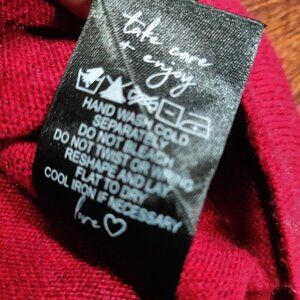 take care
+ enjoy
HAND WASH COLD
SEPARATELY
DO NOT BLEACH
DO NOT TWIST OR WRING
RESHAPE AND LAY
FLAT TO DRY
COOL IRON IF NECESSARY
love